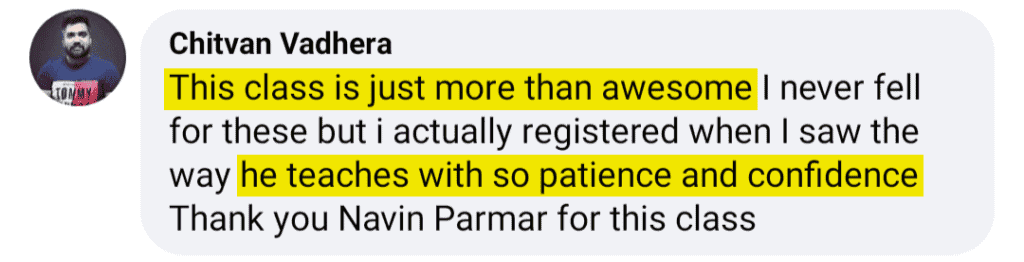 Chitvan Vadhera
This class is just more than awesome I never fell
for these but i actually registered when I saw the
way he teaches with so patience and confidence
Thank you Navin Parmar for this class
TOMMY